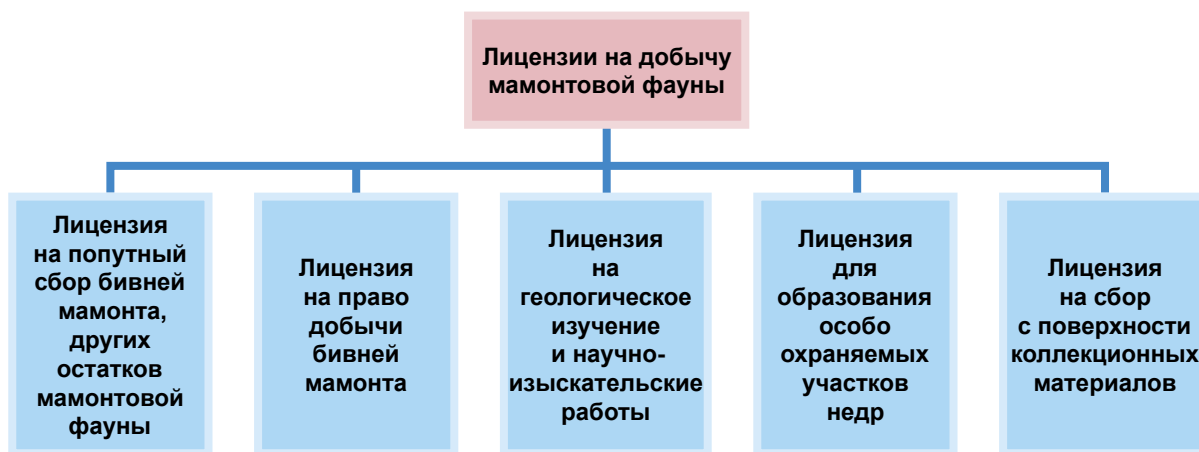 Лицензии на добычу
мамонтовой фауны
Лицензия
на попутный
сбор бивней
мамонта,
других
остатков
мамонтовой
фауны
Лицензия
на право
добычи
бивней
мамонта
Лицензия
на
геологическое
изучение
и научно-
изыскательские
работы
Лицензия
для
образования
особо
охраняемых
участков
недр
Лицензия
на сбор
с поверхности
коллекционных
материалов